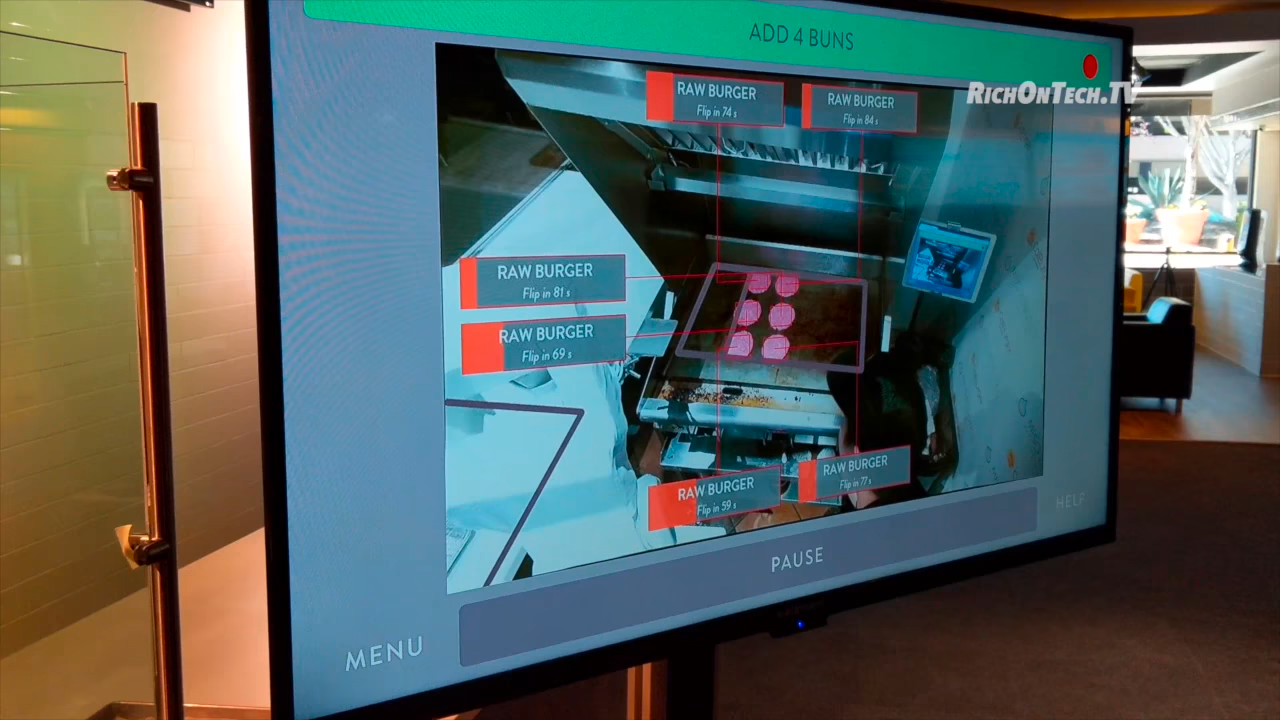 ADD 4 BUNS
RICHONTECH.TV
RAW BURGER
Flip in 74 s
RAW BURGER
Flip in 84 s
RAW BURGER
Flip in 81 s
RAW BURGER
Flip in 69 s
RAW BURGER
Flip in 59 s
RAW BURGER
Flip in 77 s
HELP
PAUSE
MENU